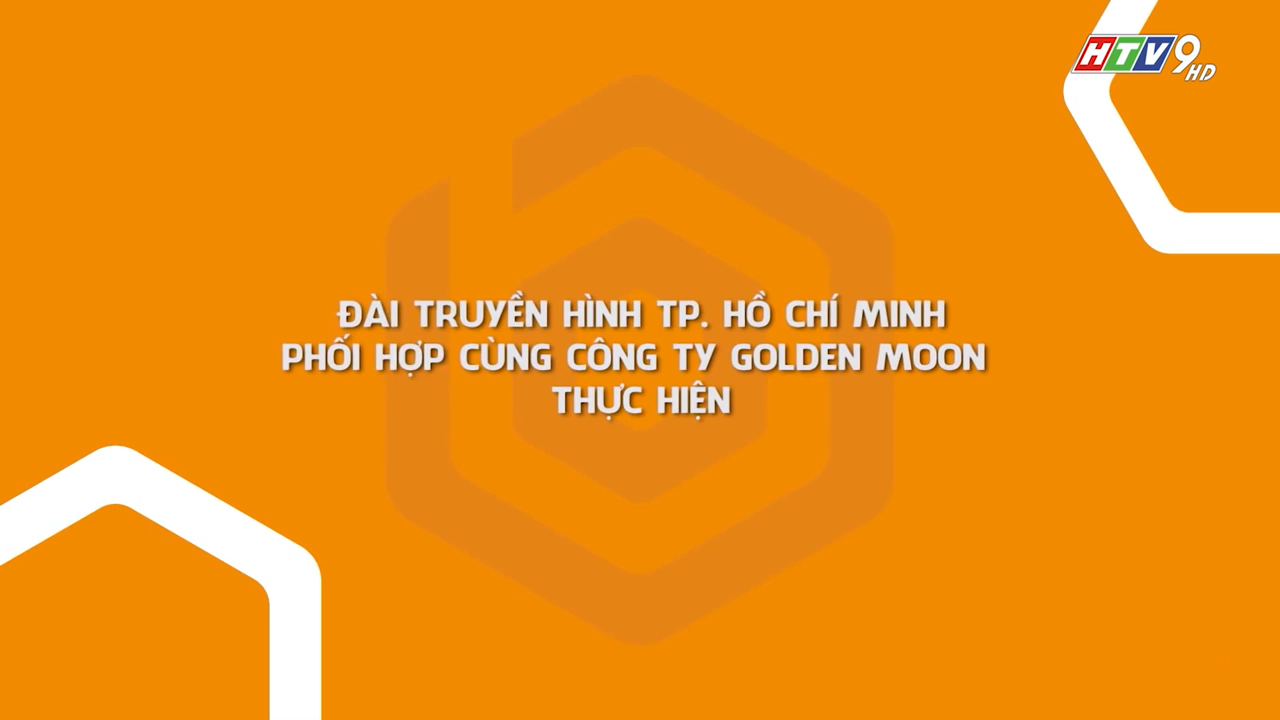 HTV9 HD
ĐÀI TRUYỀN HÌNH TP. HỒ CHÍ MINH
PHỐI HỢP CÙNG CÔNG TY GOLDEN MOON
THỰC HIỆN